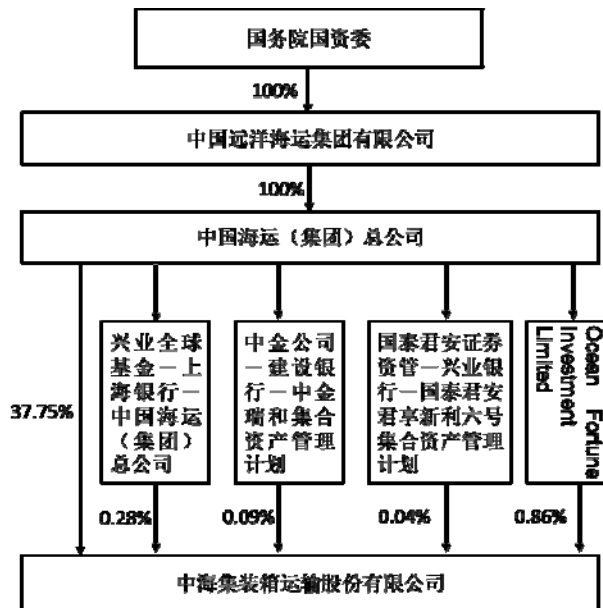 国务院国资委
100%
中国远洋海运集团有限公司
100%
中国海运（集团）总公司
37.75%
兴业全球
基金－上
海银行－
中国海运
（集团）
总公司
中金公司
－建设银
行－中金
瑞和集合
资产管理
计划
国泰君安证券
资管－兴业银
行－国泰君安
君享新利六号
集合资产管理
计划
Ocean Fortune
Investment
Limited
0.28%
0.09%
0.04%
0.86%
中海集装箱运输股份有限公司